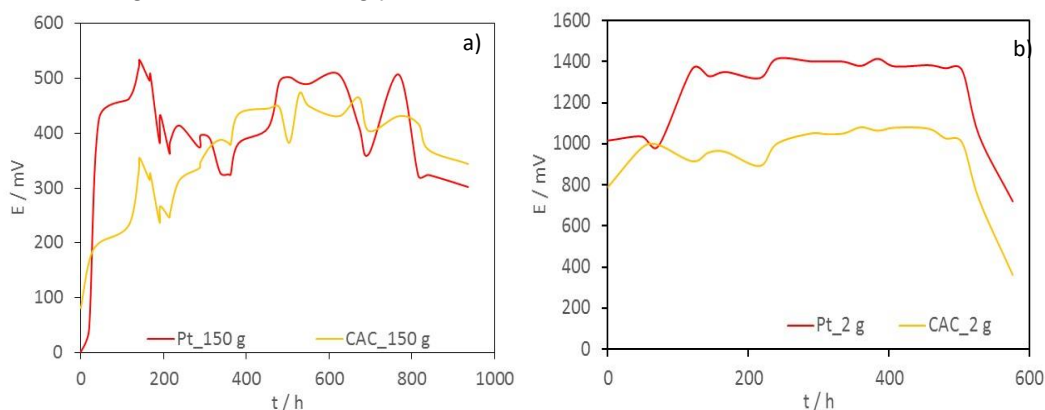 a)
600
500
400
300
200
100
0
E / mV
Pt_150 g
CAC_150 g
0 200 400 600 800 1000
t / h
b)
1600
1400
1200
1000
800
600
400
200
0
E / mV
Pt_2 g
CAC_2 g
0 200 400 600
t / h